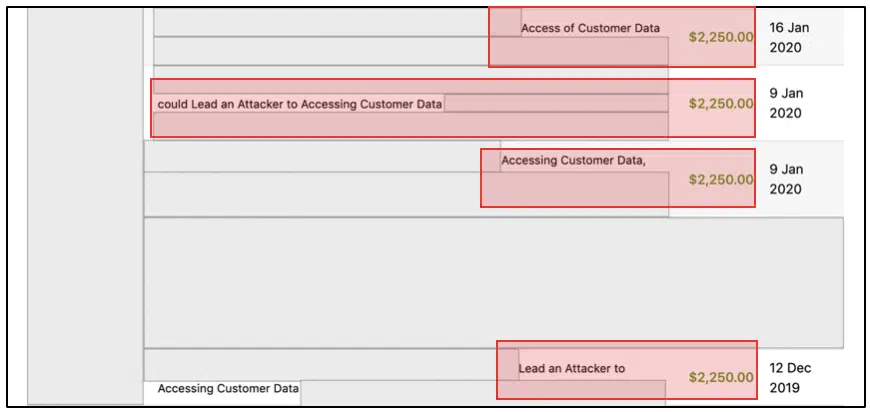 Access of Customer Data
$2,250.00
16 Jan
2020
could Lead an Attacker to Accessing Customer Data
$2,250.00
9 Jan
2020
Accessing Customer Data,
$2,250.00
9 Jan
2020
Lead an Attacker to
Accessing Customer Data
$2,250.00
12 Dec
2019